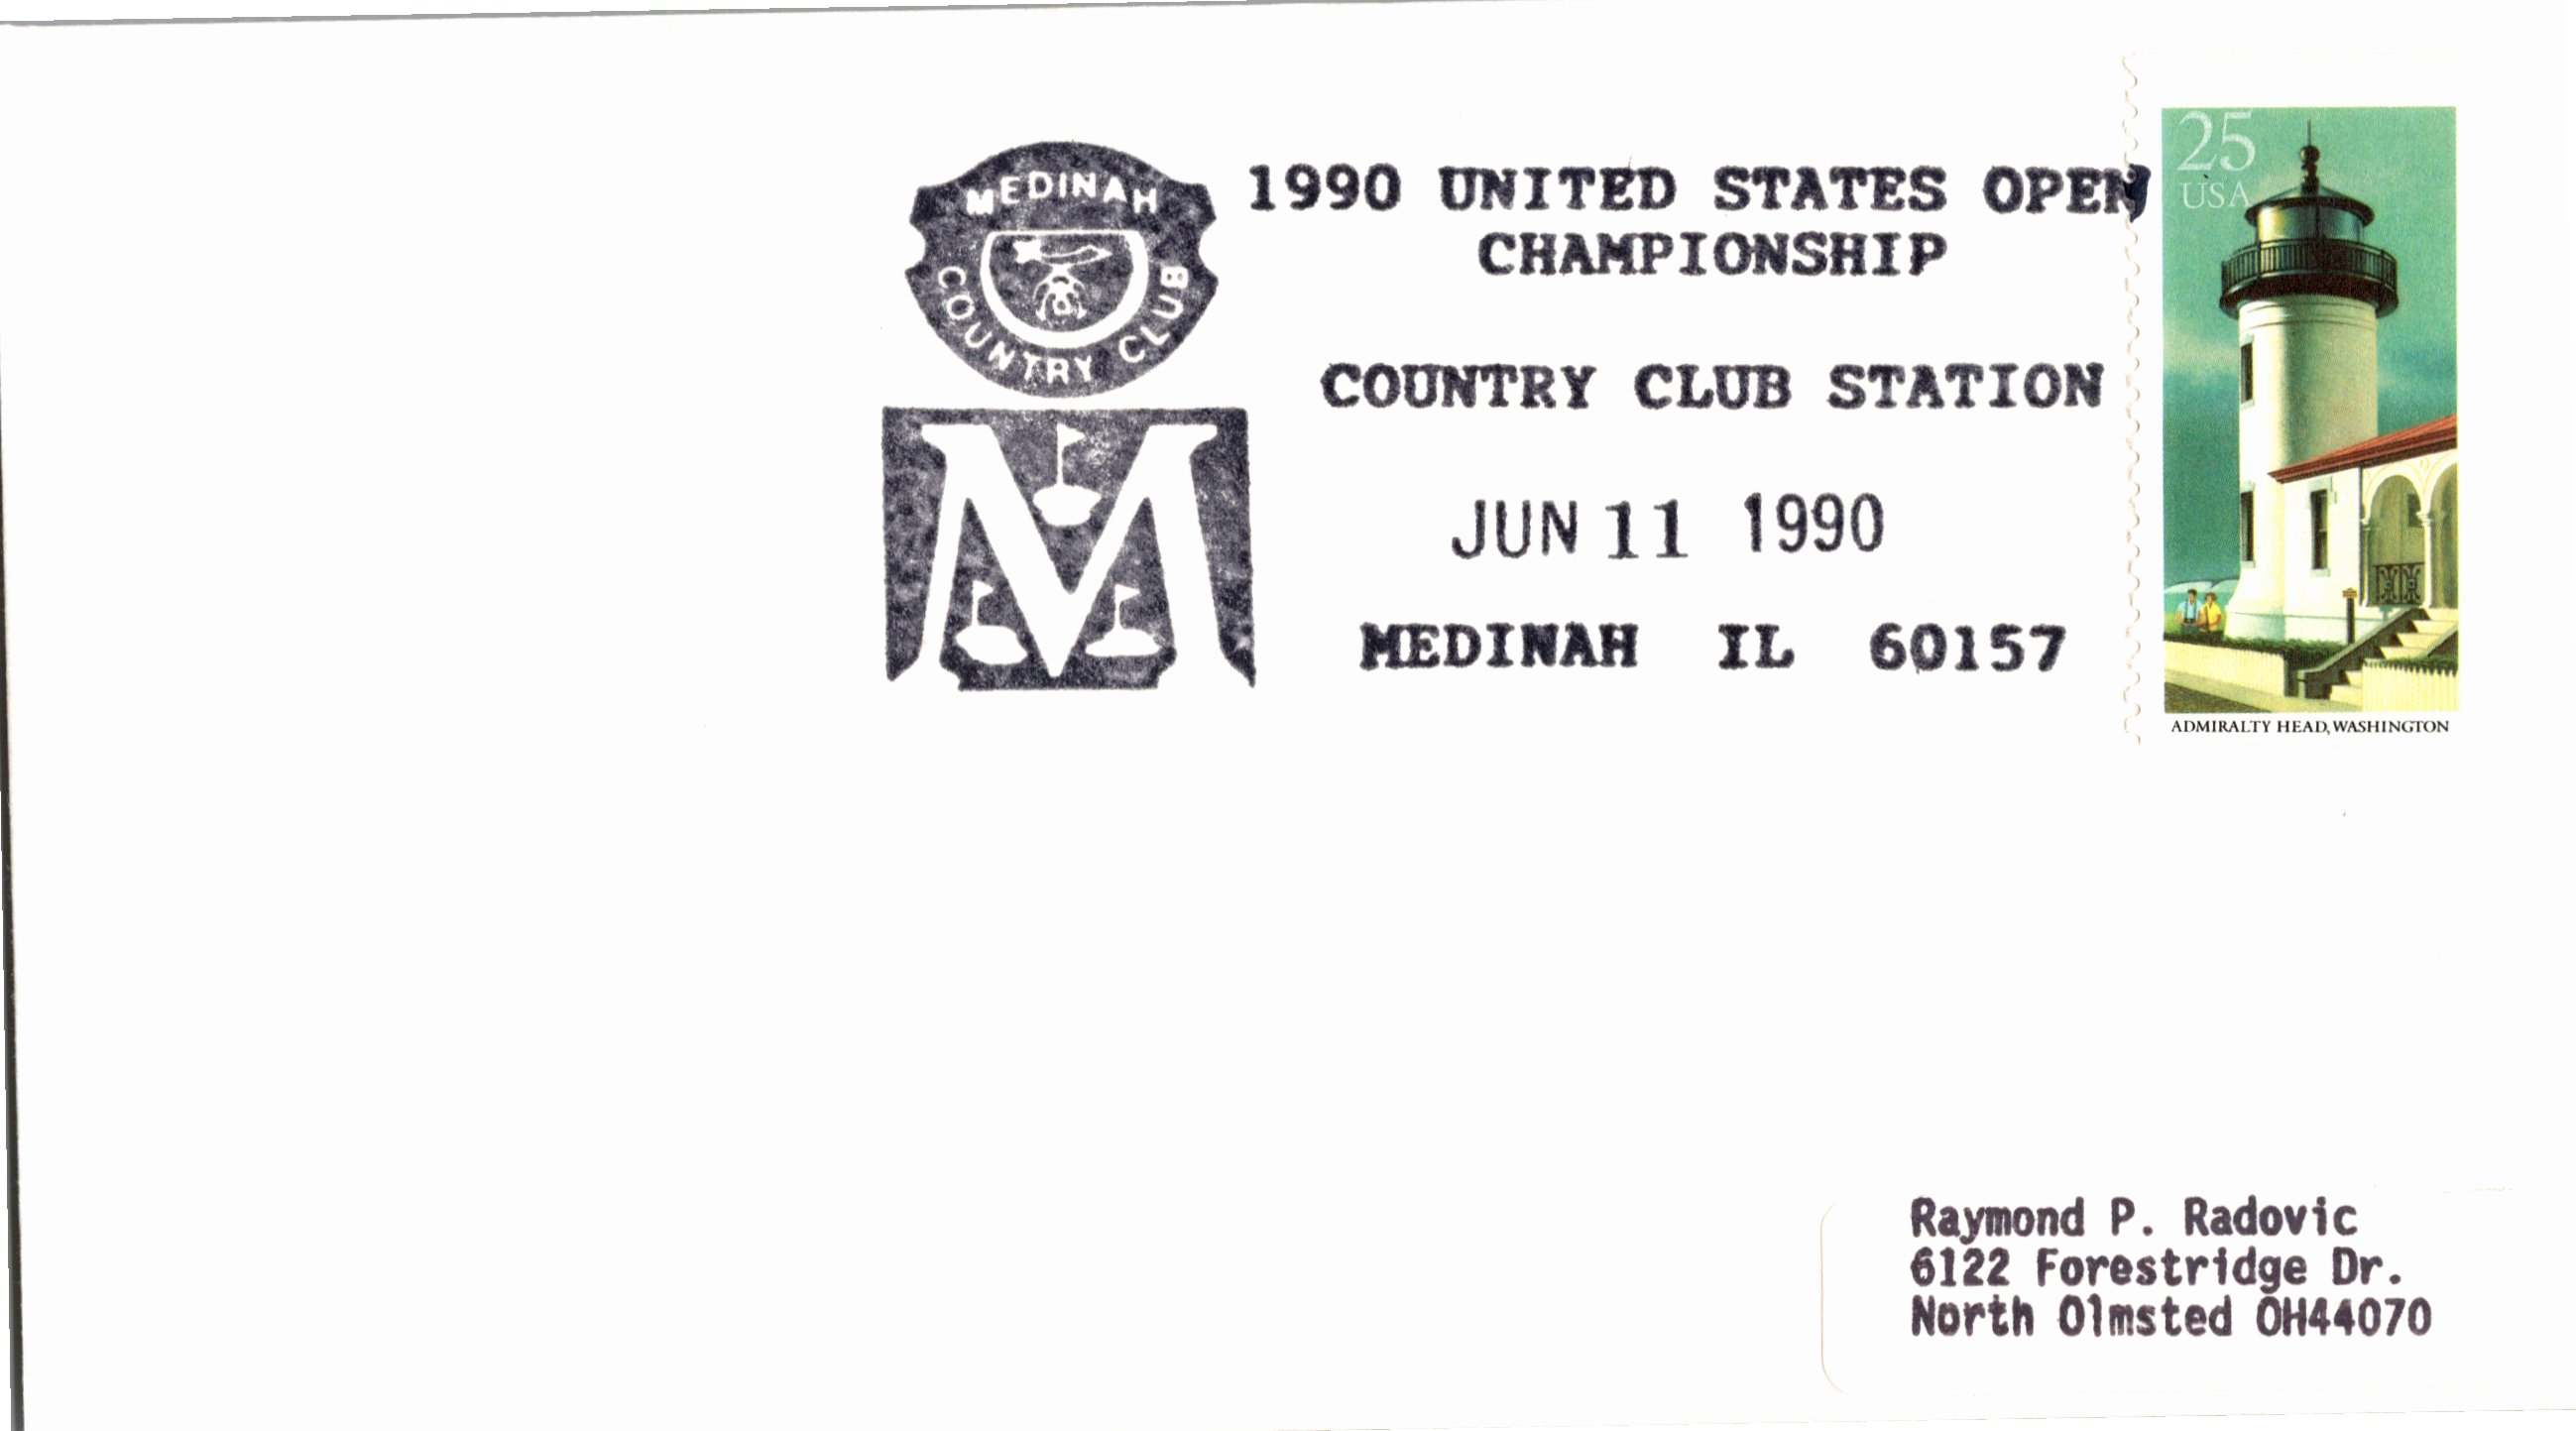 MEDINAH
COUNTRY CLUB
M
1990 UNITED STATES OPEN
CHAMPIONSHIP
COUNTRY CLUB STATION
JUN 11 1990
MEDINAH IL 60157
25
USA
ADMIRALTY HEAD, WASHINGTON
Raymond P. Radovic
6122 Forestridge Dr.
North Olmsted OH44070